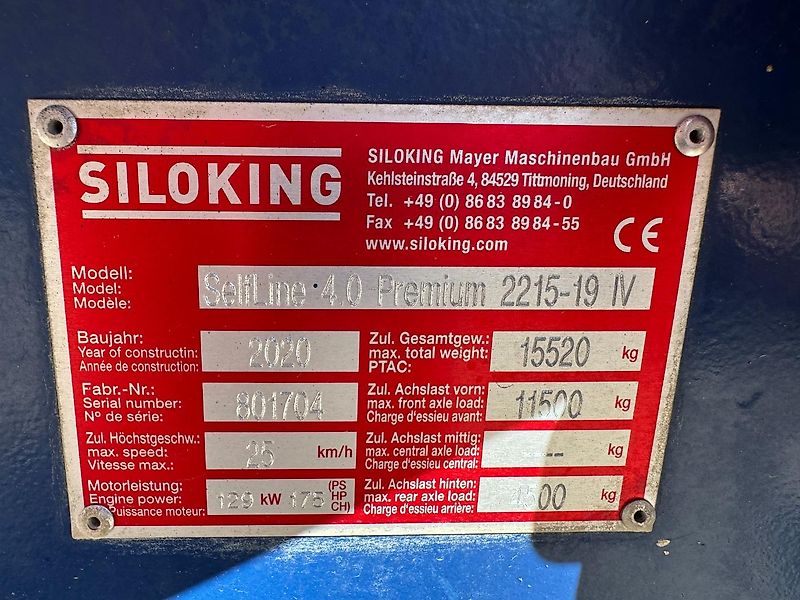 SILOKING
SILOKING Mayer Maschinenbau GmbH
Kehlsteinstraße 4, 84529 Tittmoning, Deutschland
Tel. +49 (0) 86 83 89 84-0
Fax +49 (0) 86 83 89 84-55
www.siloking.com
CE
Modell:
Model:
Modèle:
SelfLine 4.0 Premium 2215-19 IV
Baujahr:
Year of constructin:
Année de construction:
2020
Zul. Gesamtgew.:
max. total weight:
PTAC:
15520 kg
Fabr.-Nr.:
Serial number:
N° de série:
801704
Zul. Achslast vorn:
max. front axle load:
Charge d'essieu avant:
11500 kg
Zul. Höchstgeschw.:
max. speed:
Vitesse max.:
25 km/h
Zul. Achslast mittig:
max. central axle load:
Charge d'essieu central:
-- kg
Motorleistung:
Engine power:
Puissance moteur:
129 kW 175 (PS
HP
CH)
Zul. Achslast hinten:
max. rear axle load:
Charge d'essieu arrière:
kg